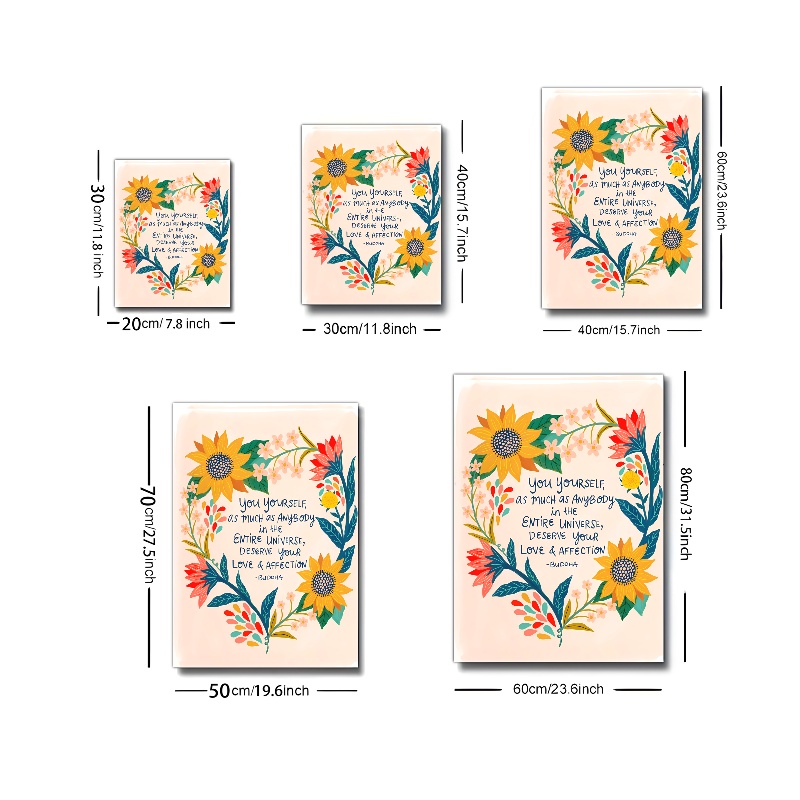 YOU YOURSELF,
AS MUCH AS ANYBODY
in the
ENTIRE UNIVERSE,
DESERVE YOUR
LOVE & AFFECTION
30cm/11.8 inch
20cm/ 7.8 inch
YOU YOURSELF,
AS MUCH AS ANYBODY
in the
ENTIRE UNIVERSE,
DESERVE YOUR
LOVE & AFFECTION
-BUDDHA
40cm/15.7inch
30cm/11.8inch
YOU YOURSELF,
AS MUCH AS ANYBODY
in the
ENTIRE UNIVERSE,
DESERVE YOUR
LOVE & AFFECTION
BUDDHA
60cm/23.6inch
40cm/15.7inch
70cm/27.5inch
YOU YOURSELF,
AS MUCH AS ANYBODY
in the
ENTIRE UNIVERSE,
DESERVE YOUR
LOVE & AFFECTION
-BUDDHA
50cm/19.6inch
YOU YOURSELF,
AS MUCH AS ANYBODY
in the
ENTIRE UNIVERSE,
DESERVE YOUR
LOVE & AFFECTION
-BUDDHA
80cm/31.5inch
60cm/23.6inch